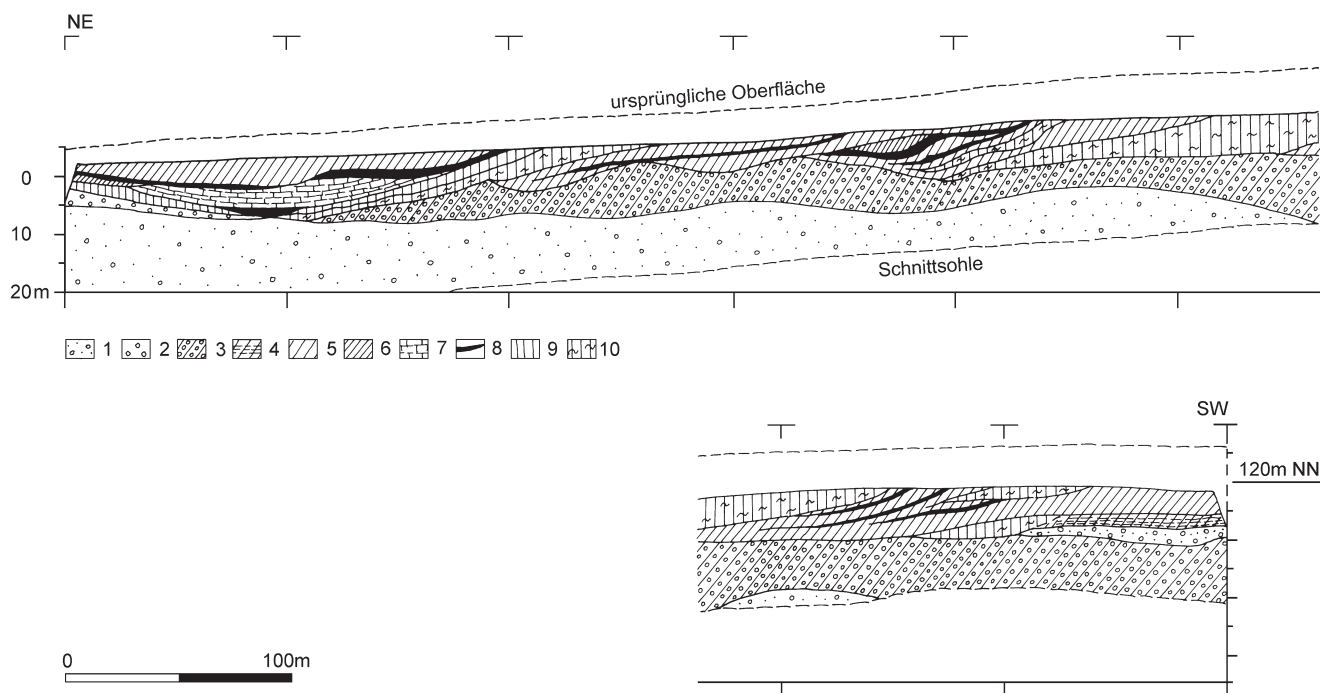 NE
ursprüngliche Oberfläche
0
10
20m
Schnittsohle
1 2 3 4 5 6 7 8 9 10
SW
120m NN
0 100m